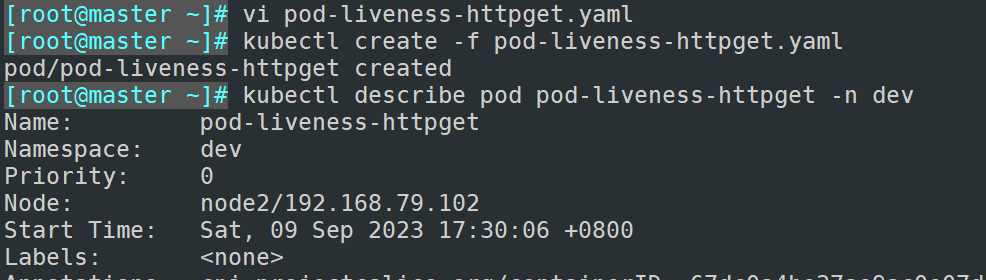 [root@master ~]# vi pod-liveness-httpget.yaml
[root@master ~]# kubectl create -f pod-liveness-httpget.yaml
pod/pod-liveness-httpget created
[root@master ~]# kubectl describe pod pod-liveness-httpget -n dev
Name:         pod-liveness-httpget
Namespace:    dev
Priority:     0
Node:         node2/192.168.79.102
Start Time:   Sat, 09 Sep 2023 17:30:06 +0800
Labels:       <none>